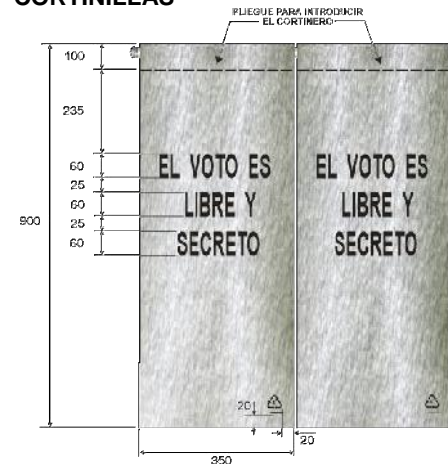 CORTINILLAS
PLIEGUE PARA INTRODUCIR
EL CORTINERO
100
235
60
25
60
25
60
900
EL VOTO ES
LIBRE Y
SECRETO
EL VOTO ES
LIBRE Y
SECRETO
20
20
350